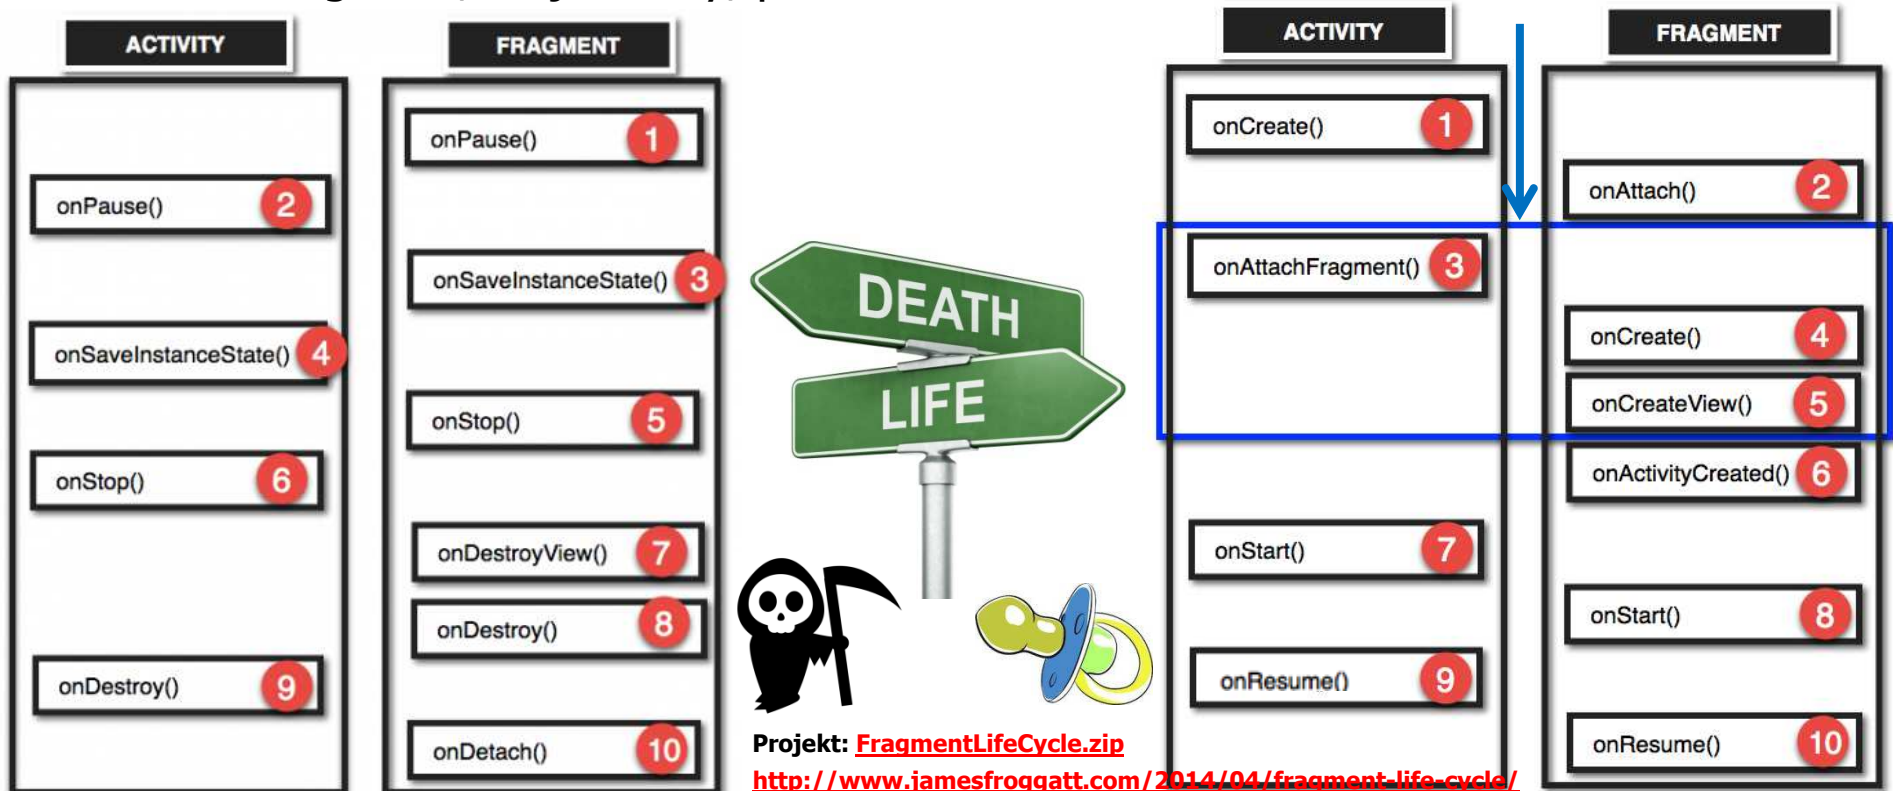 ACTIVITY
FRAGMENT
onPause()
1
onPause()
2
onSaveInstanceState()
3
onSaveInstanceState()
4
onStop()
5
onStop()
6
onDestroyView()
7
onDestroy()
8
onDestroy()
9
onDetach()
10
DEATH
LIFE
Projekt: FragmentLifeCycle.zip
http://www.jamesfroggatt.com/2014/04/fragment-life-cycle/
ACTIVITY
FRAGMENT
onCreate()
1
onAttach()
2
onAttachFragment()
3
onCreate()
4
onCreateView()
5
onActivityCreated()
6
onStart()
7
onStart()
8
onResume()
9
onResume()
10